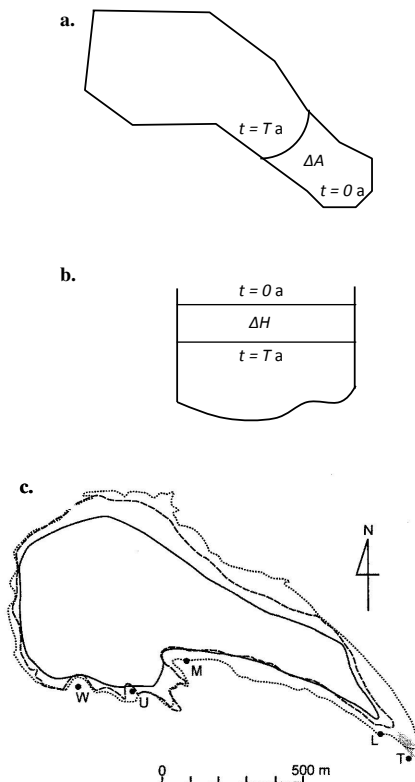 a.
t = T a
ΔA
t = 0 a
b.
t = 0 a
ΔH
t = T a
c.
N
M
W
U
L
T
0 500 m